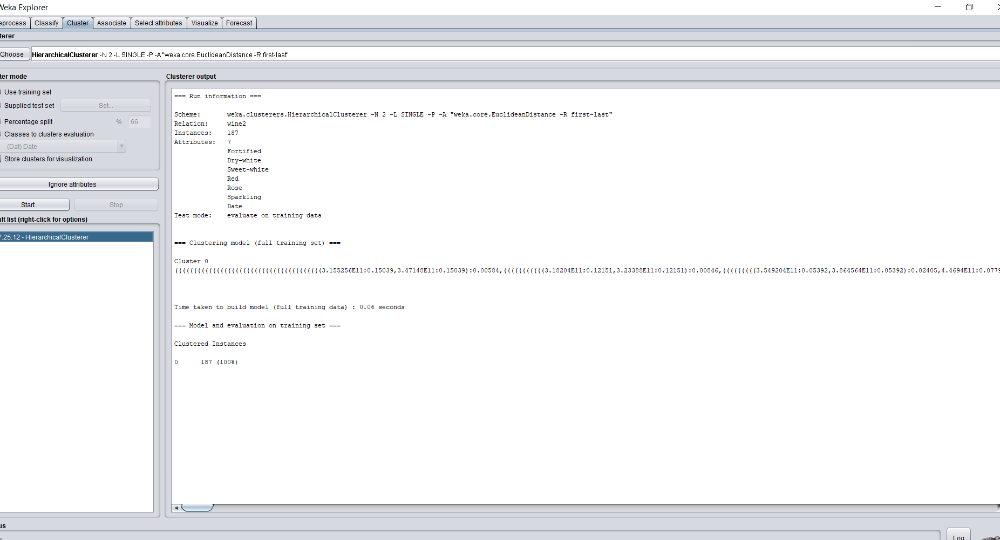 Weka Explorer
eprocess Classify Cluster Associate Select attributes Visualize Forecast
terer
Choose HierarchicalClusterer -N 2 -L SINGLE -P -A "weka.core.EuclideanDistance -R first-last"
ter mode
Use training set
Supplied test set Set...
Percentage split % 66
Classes to clusters evaluation
(Dat) Date
Store clusters for visualization
Ignore attributes
Start Stop
ult list (right-click for options)
7:25:12 - HierarchicalClusterer
Clusterer output
=== Run information ===
Scheme: weka.clusterers.HierarchicalClusterer -N 2 -L SINGLE -P -A "weka.core.EuclideanDistance -R first-last"
Relation: wine2
Instances: 187
Attributes: 7
Fortified
Dry-white
Sweet-white
Red
Rose
Sparkling
Date
Test mode: evaluate on training data
=== Clustering model (full training set) ===
Cluster 0
(((((((((((((((((((((((((((((((((((((((3.155256E11:0.15039,3.47148E11:0.15039):0.00584,(((((((((((3.18204E11:0.12151,3.23388E11:0.12151):0.00846,(((((((((3.549204E11:0.05392,3.864564E11:0.05392):0.02405,4.4694E11:0.0779
Time taken to build model (full training data) : 0.06 seconds
=== Model and evaluation on training set ===
Clustered Instances
0 187 (100%)
us
Log